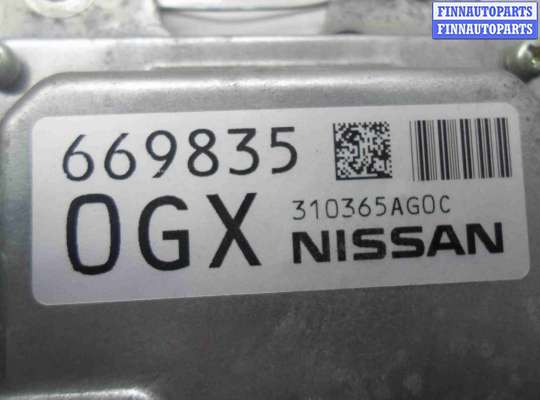 FINNAUTOPARTS
FINNAUTOPARTS
669835
0GX
310365AG0C
NISSAN